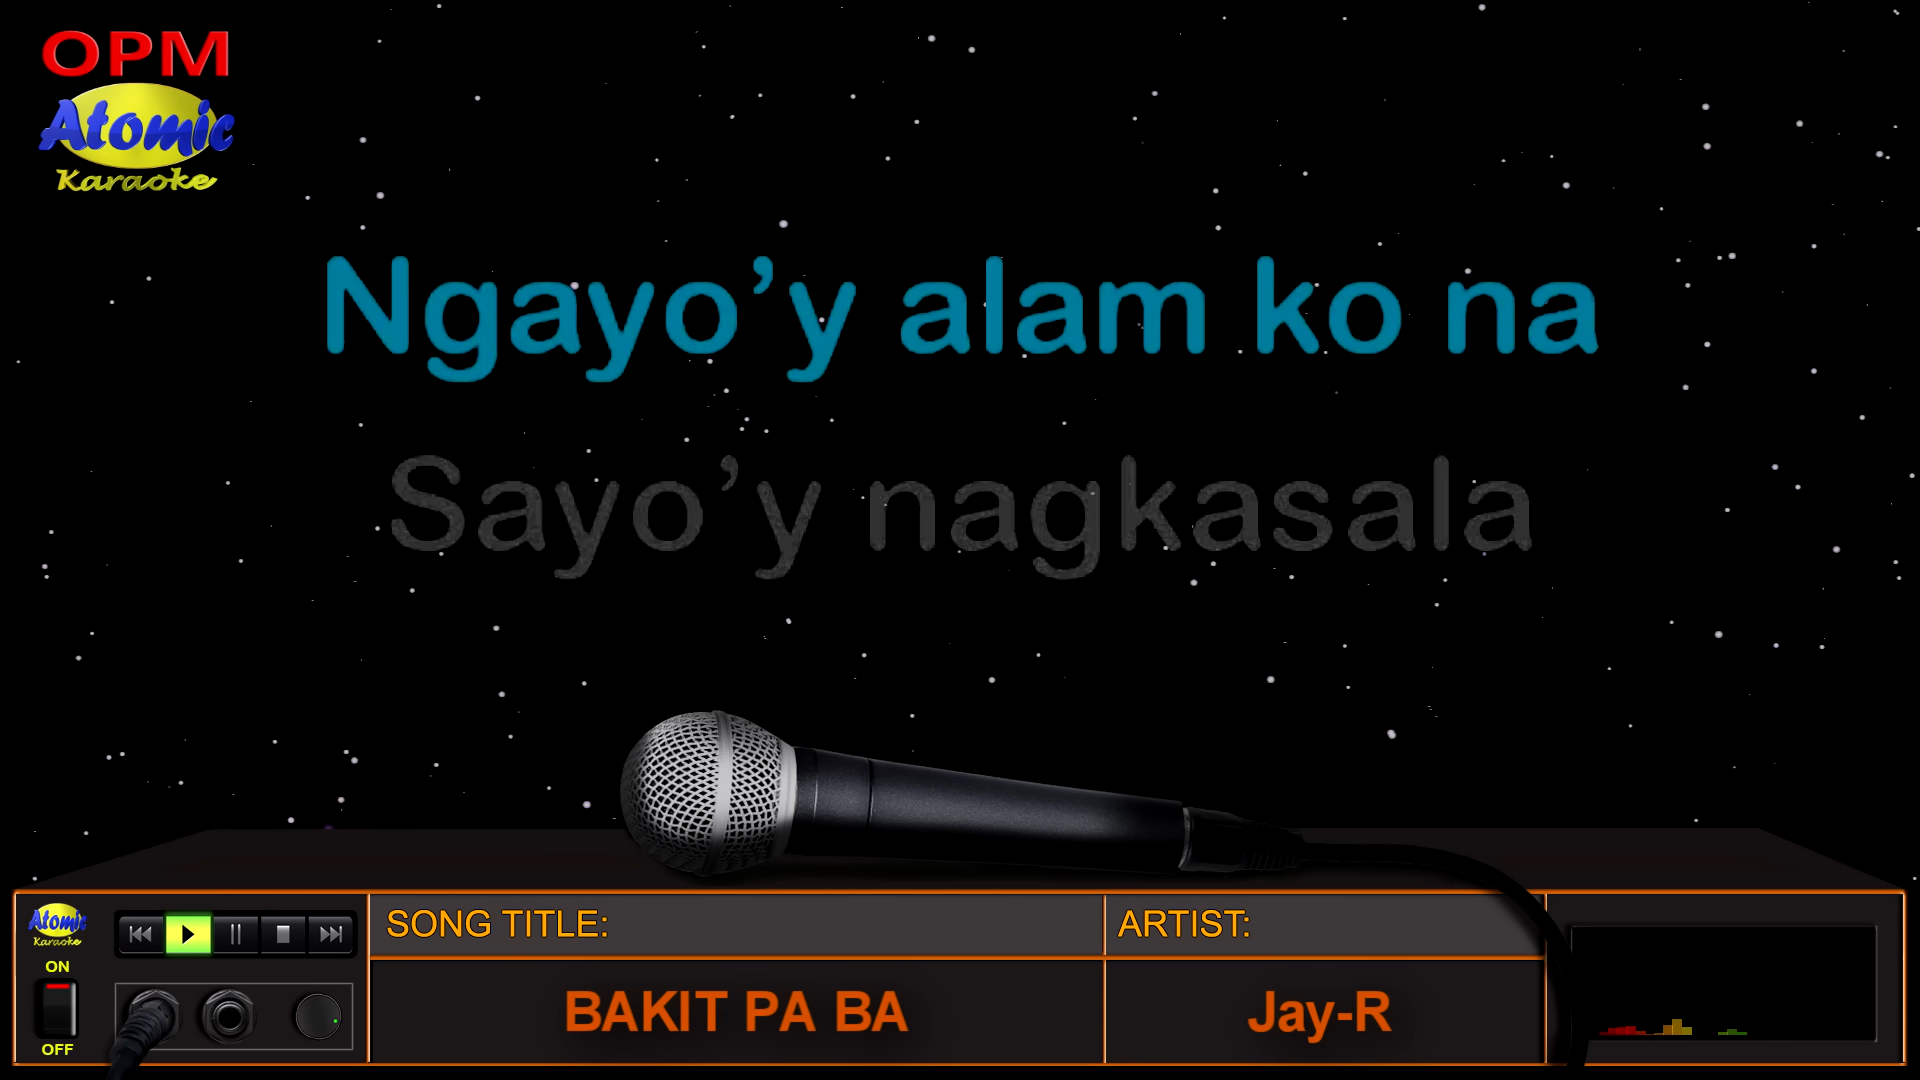 OPM
Atomic
Karaoke
Ngayo’y alam ko na
Sayo’y nagkasala
Atomic
Karaoke
ON
OFF
SONG TITLE:
ARTIST:
BAKIT PA BA
Jay-R